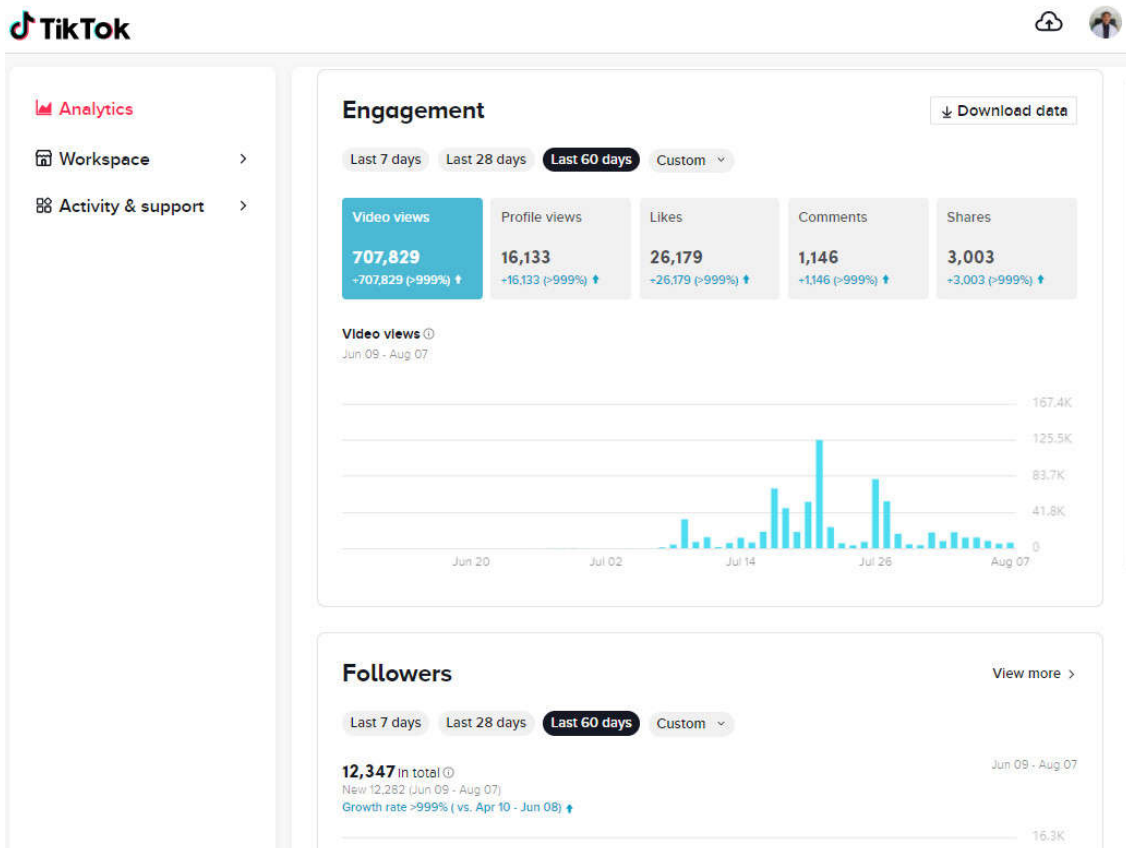 TikTok
Analytics
Workspace
Activity & support
Engagement
Download data
Last 7 days Last 28 days Last 60 days Custom
Video views Profile views Likes Comments Shares
707,829 16,133 26,179 1,146 3,003
+707,829 (>999%) +16,133 (>999%) +26,179 (>999%) +1,146 (>999%) +3,003 (>999%)
Video views
Jun 09 - Aug 07
167.4K
125.5K
83.7K
41.8K
0
Jun 20 Jul 02 Jul 14 Jul 26 Aug 07
Followers
View more
Last 7 days Last 28 days Last 60 days Custom
12,347 in total
Jun 09 - Aug 07
New 12,282 (Jun 09 - Aug 07)
Growth rate >999% ( vs. Apr 10 - Jun 08)
16.3K